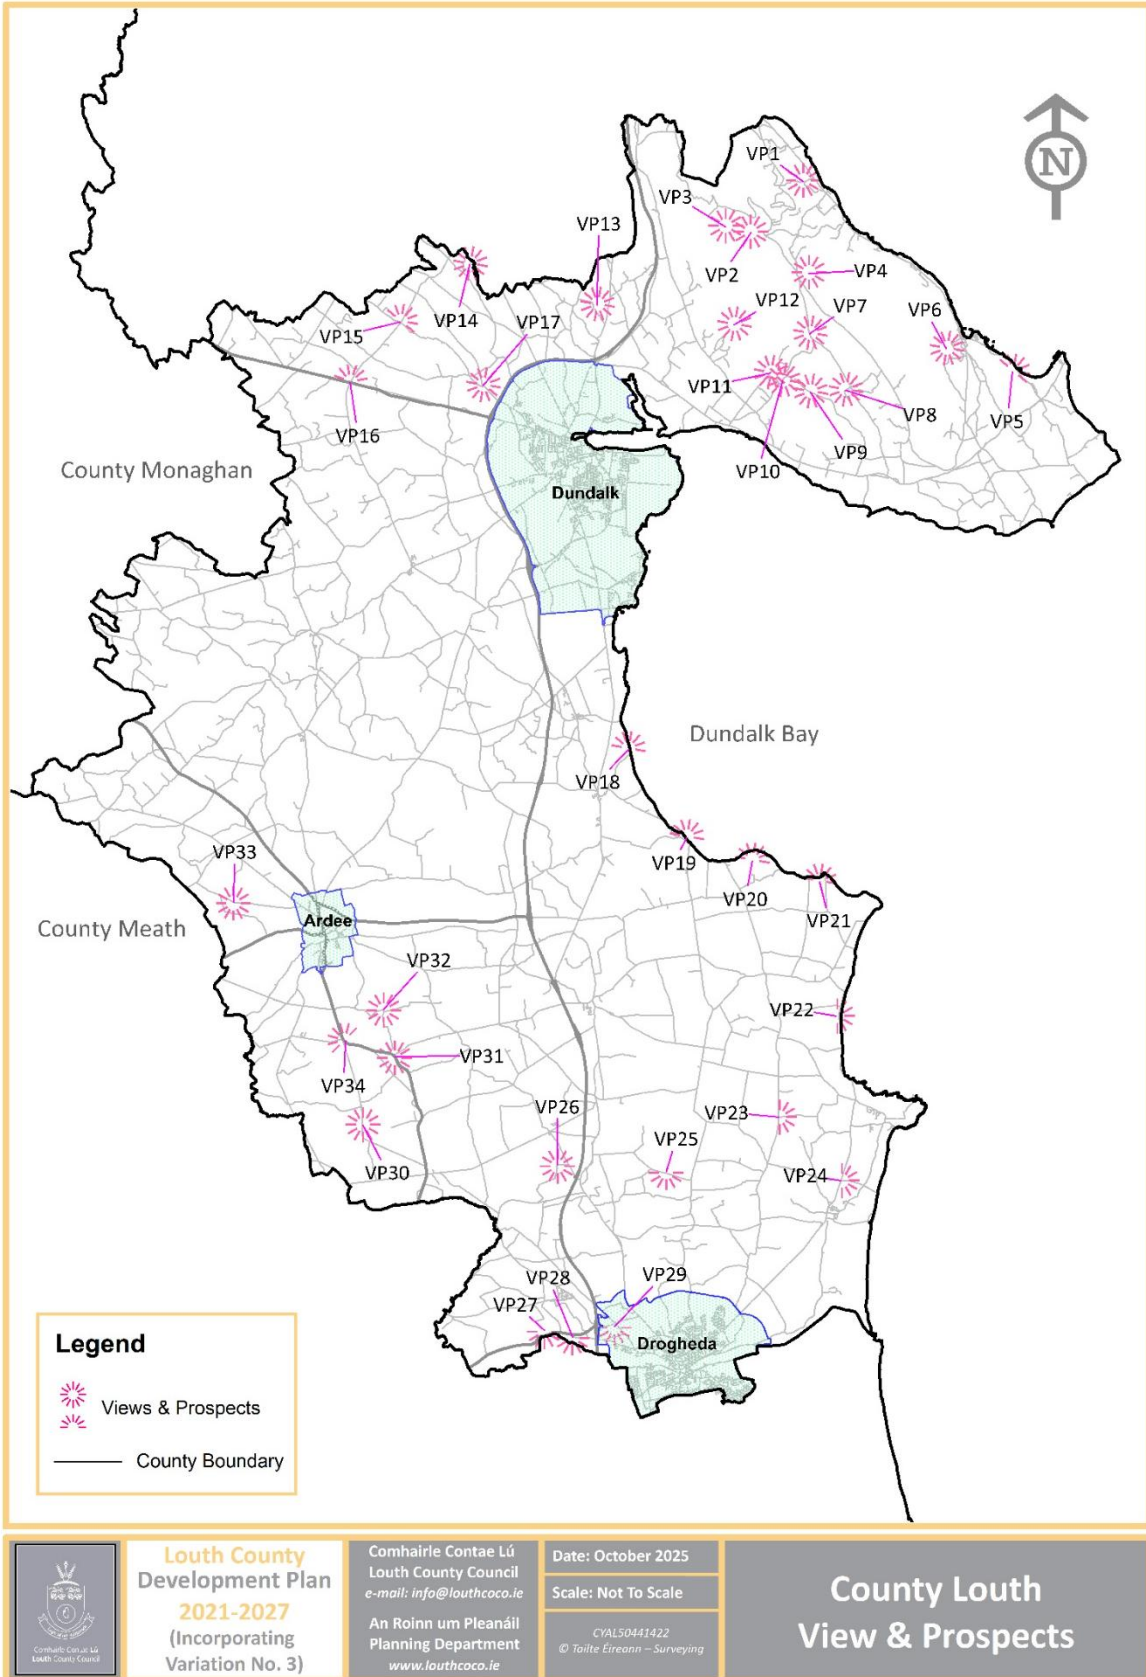 N
VP1
VP3
VP13
VP2
VP4
VP12
VP7
VP6
VP14
VP17
VP15
VP11
VP8
VP5
VP16
VP9
VP10
County Monaghan
Dundalk
Dundalk Bay
VP18
VP19
VP33
VP20
VP21
Ardee
County Meath
VP32
VP22
VP31
VP34
VP26
VP23
VP25
VP30
VP24
VP29
VP28
VP27
Drogheda
Legend
Views & Prospects
County Boundary
Comhairle Contae Lú
Louth County Council
Louth County
Development Plan
2021-2027
(Incorporating
Variation No. 3)
Comhairle Contae Lú
Louth County Council
e-mail: info@louthcoco.ie
An Roinn um Pleanáil
Planning Department
www.louthcoco.ie
Date: October 2025
Scale: Not To Scale
CYAL50441422
© Tailte Éireann – Surveying
County Louth
View & Prospects